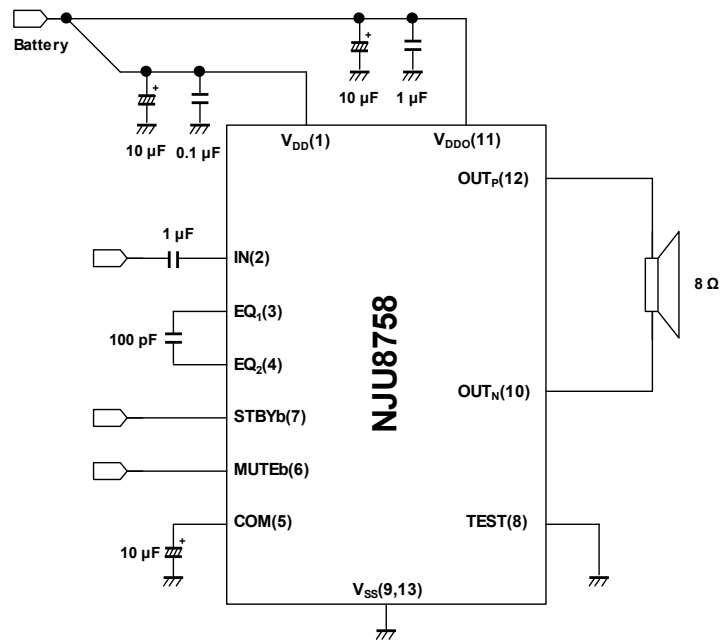 Battery
+
10 µF
1 µF
+
10 µF
0.1 µF
VDD(1)
VDDO(11)
OUTP(12)
1 µF
IN(2)
EQ1(3)
100 pF
EQ2(4)
8 Ω
NJU8758
OUTN(10)
STBYb(7)
MUTEb(6)
COM(5)
TEST(8)
+
10 µF
VSS(9,13)